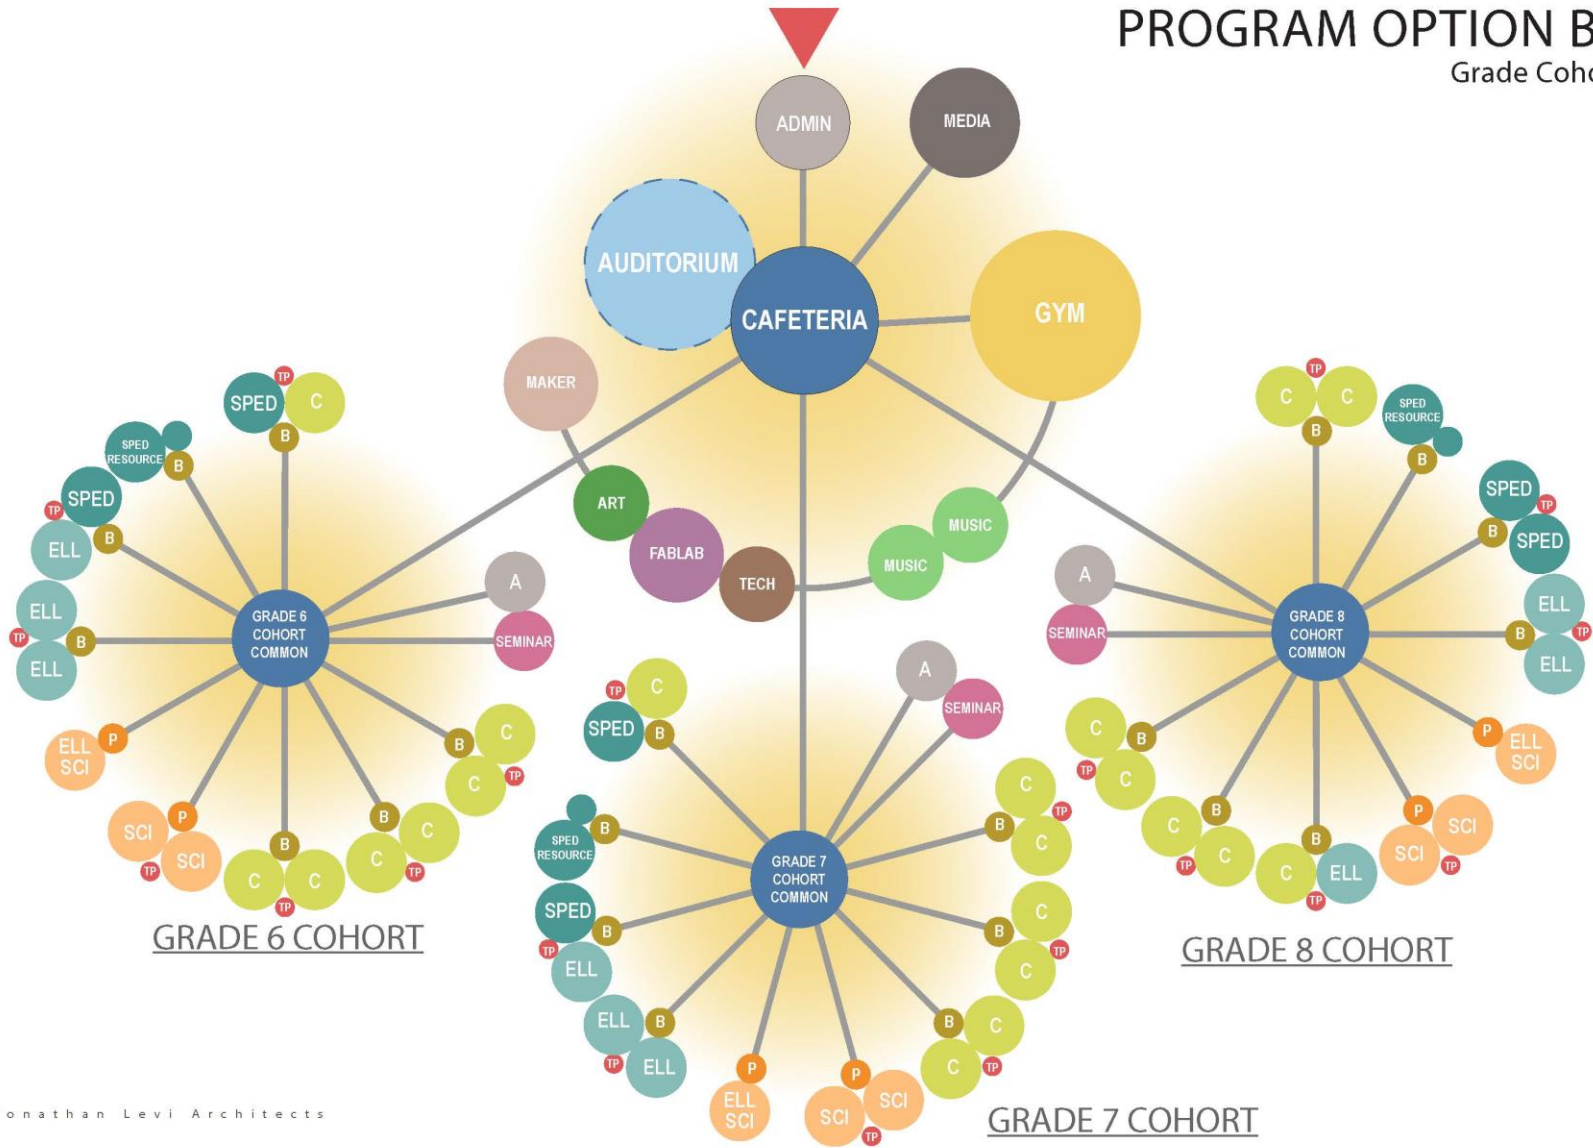 PROGRAM OPTION B
Grade Coho
ADMIN
MEDIA
AUDITORIUM
CAFETERIA
GYM
MAKER
ART
FABLAB
TECH
MUSIC
MUSIC
TP
SPED
C
B
SPED
RESOURCE
B
SPED
TP
B
ELL
ELL
TP
B
ELL
ELL
SCI
P
SCI
P
SCI
TP
B
C
C
TP
B
C
C
TP
B
C
C
TP
A
SEMINAR
GRADE 6
COHORT
COMMON
GRADE 6 COHORT
TP
C
SPED
B
SPED
RESOURCE
B
SPED
B
TP
ELL
ELL
B
TP
ELL
P
ELL
SCI
P
SCI
SCI
TP
B
C
C
TP
C
B
C
TP
C
B
C
TP
A
SEMINAR
GRADE 7
COHORT
COMMON
GRADE 7 COHORT
TP
C
C
B
SPED
RESOURCE
B
SPED
TP
B
SPED
ELL
B
TP
ELL
P
ELL
SCI
P
SCI
SCI
TP
B
C
ELL
TP
B
C
C
TP
C
B
TP
C
A
SEMINAR
GRADE 8
COHORT
COMMON
GRADE 8 COHORT
onathan Levi Architects